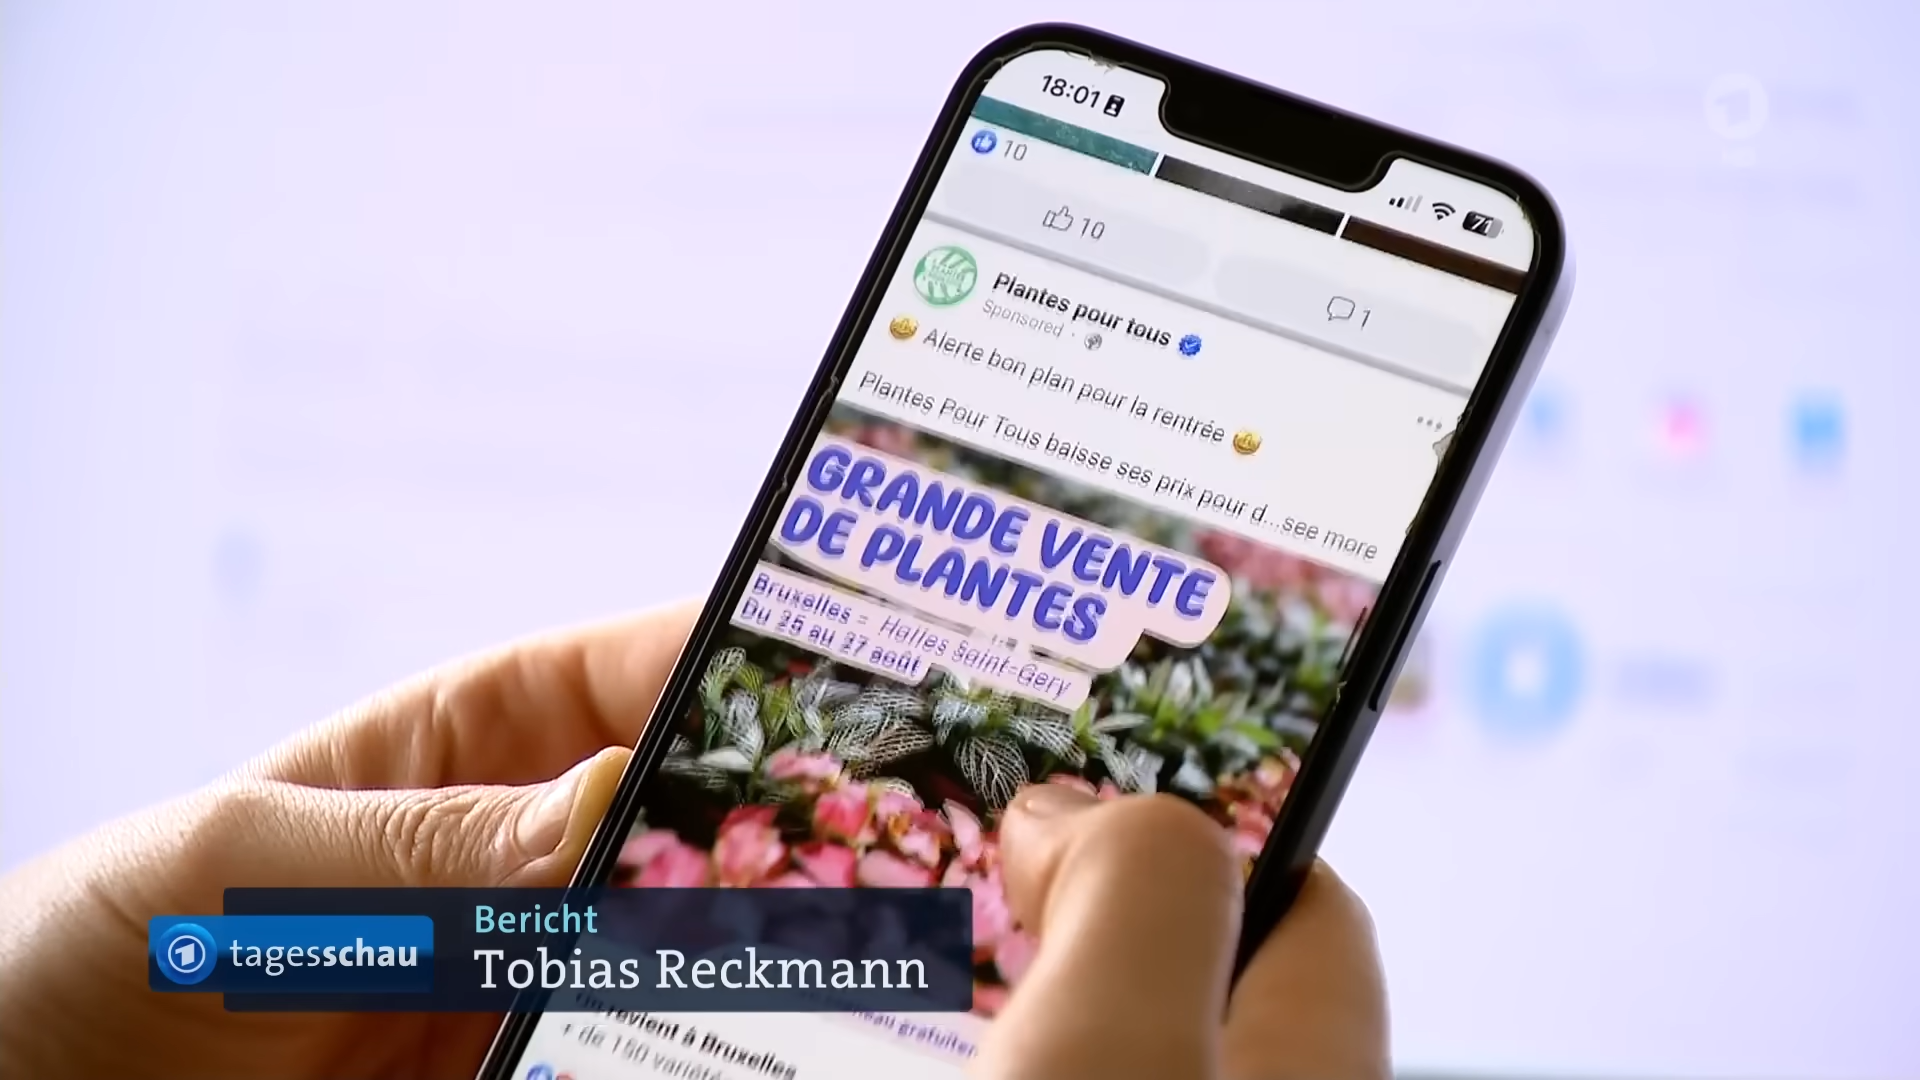 18:01
71
10
10
1
Plantes pour tous
Sponsored
Alerte bon plan pour la rentrée
Plantes Pour Tous baisse ses prix pour d...see more
GRANDE VENTE
DE PLANTES
Bruxelles - Halles Saint-Gery
Du 25 au 27 août
Bericht
tagesschau
Tobias Reckmann
revient à Bruxelles
+ de 150